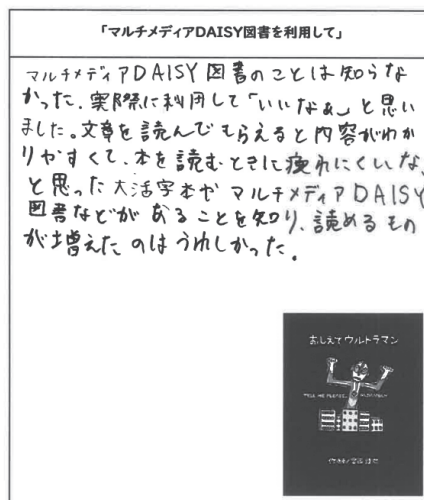 「マルチメディアDAISY図書を利用して」
マルチメディアDAISY図書のことは知らな
かった。実際に利用して「いいなぁ」と思い
ました。文章を読んでもらえると内容がわか
りやすくて、本を読むときに疲れにくいな、
と思った大活字本や マルチメディアDAISY
図書などがあることを知り、読めるもの
が増えたのはうれしかった。
おしえてウルトラマン
TELL ME PLEASE, ULTRAMAN